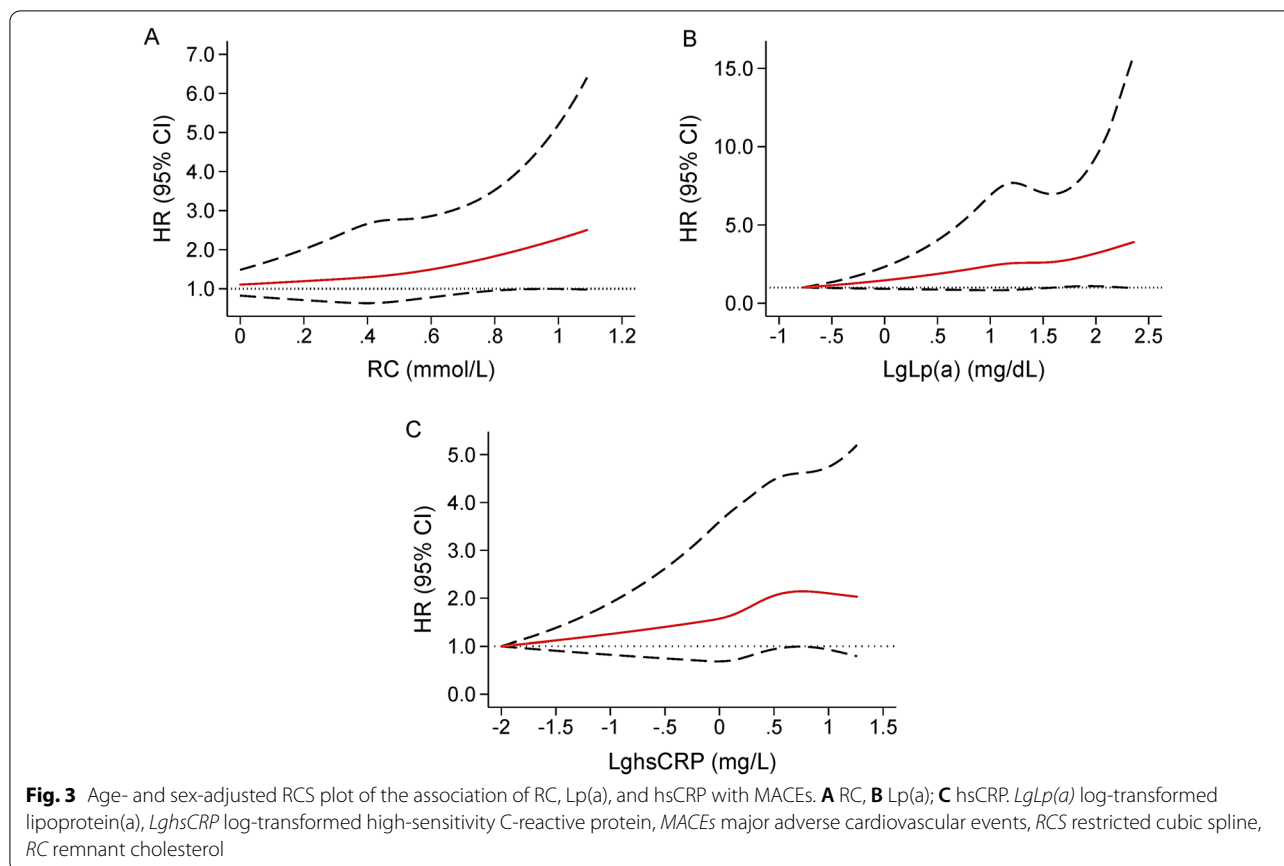 A
HR (95% CI)
7.0
6.0
5.0
4.0
3.0
2.0
1.0
0 .2 .4 .6 .8 1 1.2
RC (mmol/L)
B
HR (95% CI)
15.0
10.0
5.0
0.0
-1 -.5 0 .5 1 1.5 2 2.5
LgLp(a) (mg/dL)
C
HR (95% CI)
5.0
4.0
3.0
2.0
1.0
0.0
-2 -1.5 -1 -.5 0 .5 1 1.5
LghsCRP (mg/L)
Fig. 3 Age- and sex-adjusted RCS plot of the association of RC, Lp(a), and hsCRP with MACEs. A RC, B Lp(a); C hsCRP. LgLp(a) log-transformed
lipoprotein(a), LghsCRP log-transformed high-sensitivity C-reactive protein, MACEs major adverse cardiovascular events, RCS restricted cubic spline,
RC remnant cholesterol